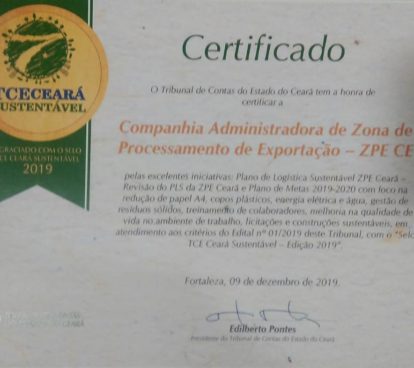 TCECEARÁ
SUSTENTÁVEL
AGRACIADO COM O SELO
TCE CEARÁ SUSTENTÁVEL
2019
Certificado
O Tribunal de Contas do Estado do Ceará tem a honra de
certificar a
Companhia Administradora de Zona de
Processamento de Exportação – ZPE CE
pelas excelentes iniciativas: Plano de Logística Sustentável ZPE Ceará –
Revisão do PLS da ZPE Ceará e Plano de Metas 2019-2020 com foco na
redução de papel A4, copos plásticos, energia elétrica e água, gestão de
resíduos sólidos, treinamento de colaboradores, melhoria na qualidade de
vida no ambiente de trabalho, licitações e construções sustentáveis, em
atendimento aos critérios do Edital nº 01/2019 deste Tribunal, com o "Selo
TCE Ceará Sustentável – Edição 2019".
Fortaleza, 09 de dezembro de 2019.
Edilberto Pontes
Presidente do Tribunal de Contas do Estado do Ceará